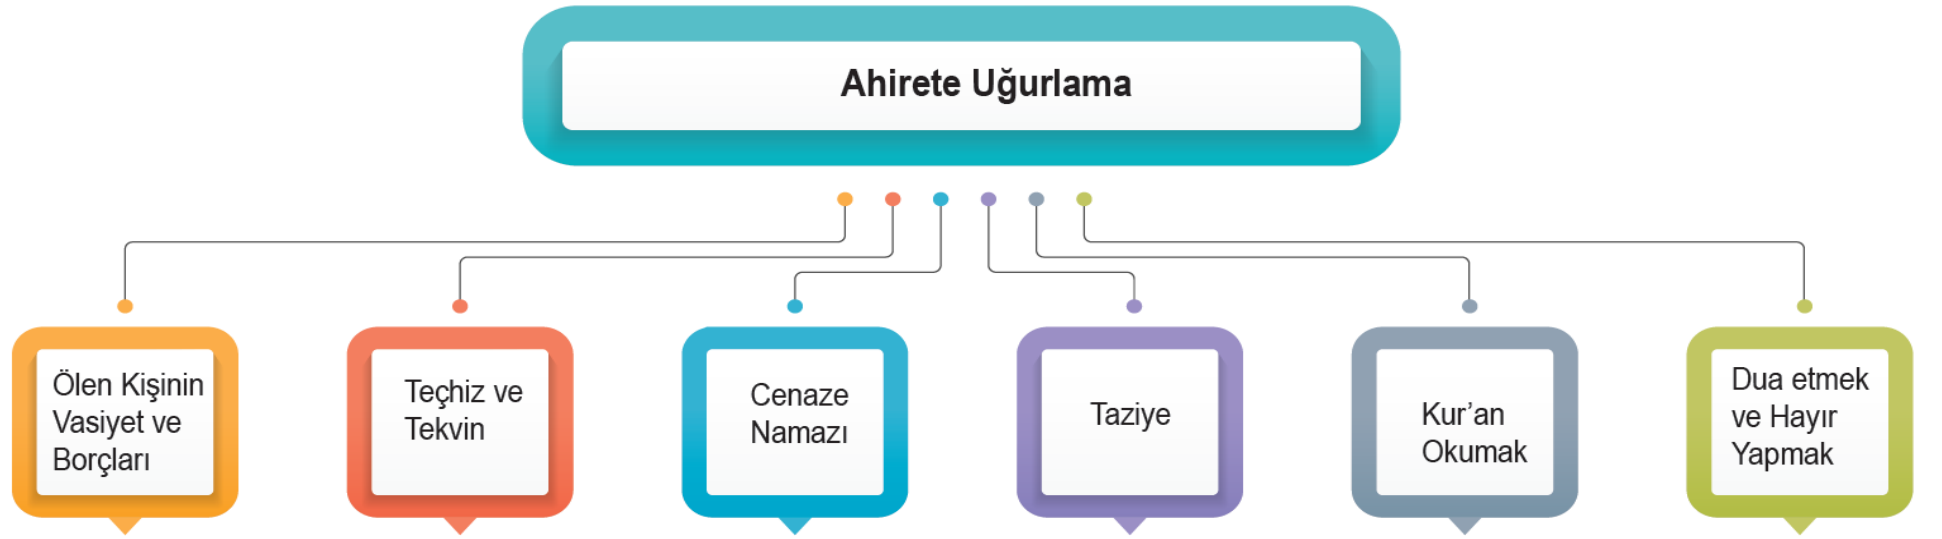 Ahirete Uğurlama
Ölen Kişinin
Vasiyet ve
Borçları
Teçhiz ve
Tekvin
Cenaze
Namazı
Taziye
Kur’an
Okumak
Dua etmek
ve Hayır
Yapmak